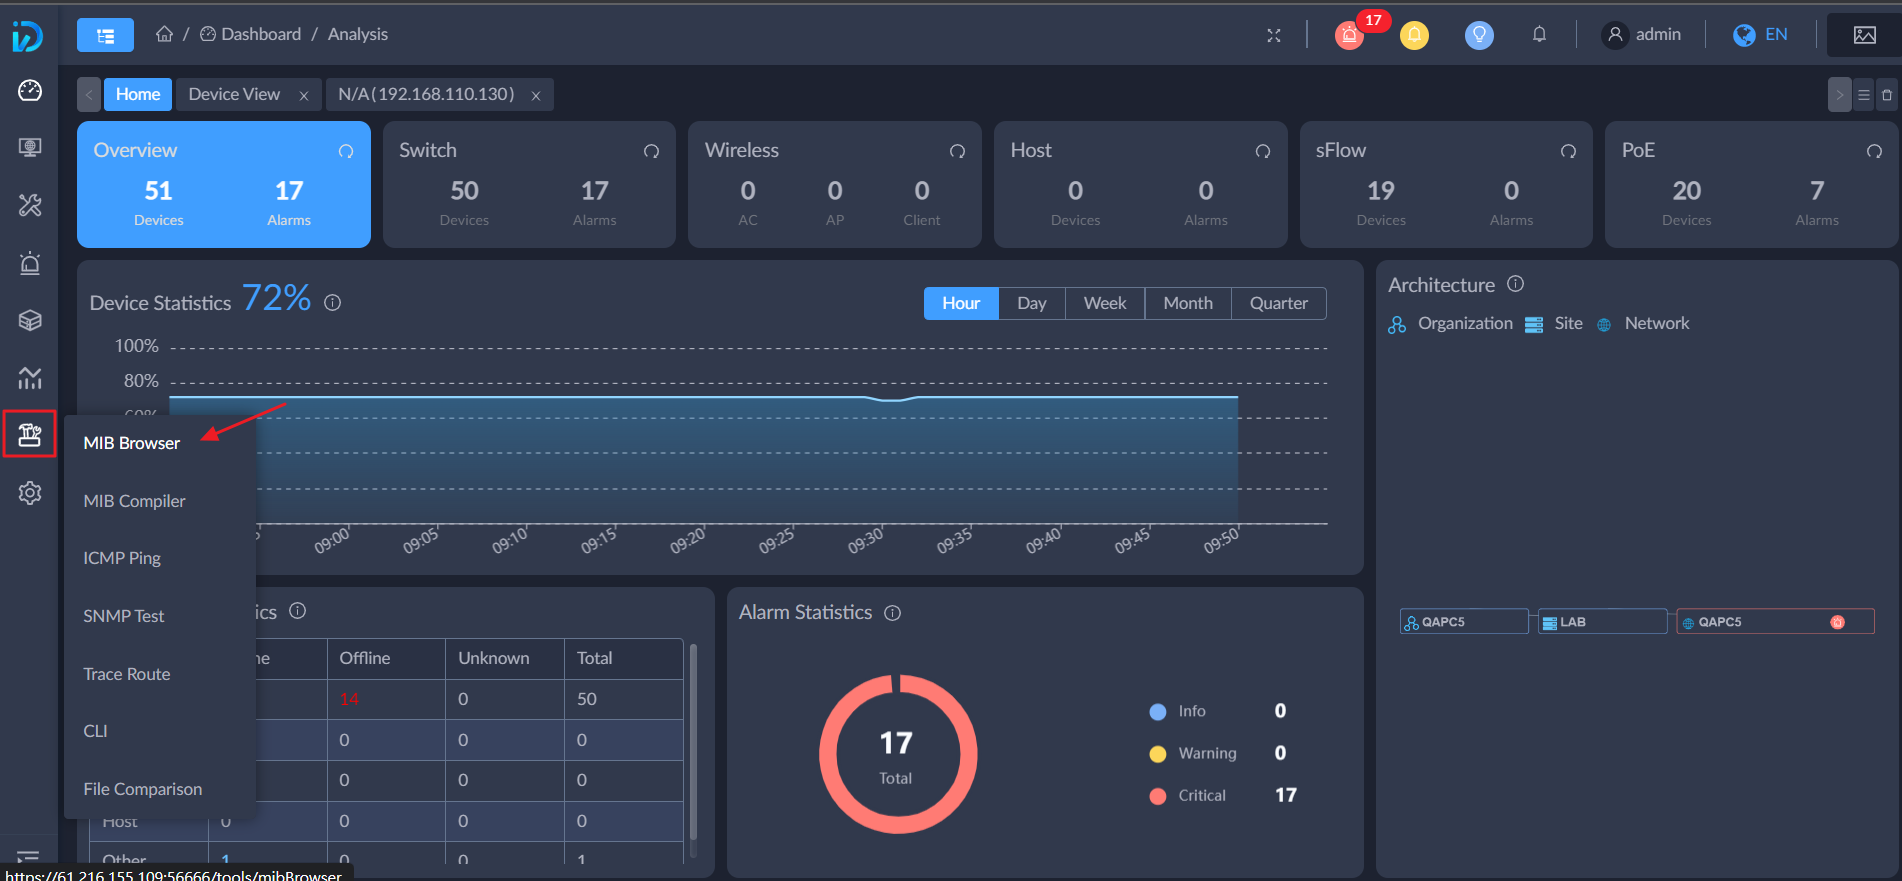 / Dashboard / Analysis
17
admin
EN
Home
Device View ×
N/A(192.168.110.130) ×
Overview
51 17
Devices Alarms
Switch
50 17
Devices Alarms
Wireless
0 0 0
AC AP Client
Host
0 0
Devices Alarms
sFlow
19 0
Devices Alarms
PoE
20 7
Devices Alarms
Device Statistics 72%
Hour Day Week Month Quarter
100%
80%
60%
09:00 09:05 09:10 09:15 09:20 09:25 09:30 09:35 09:40 09:45 09:50
Architecture
Organization Site Network
QAPC5 LAB QAPC5
MIB Browser
MIB Compiler
ICMP Ping
SNMP Test
Trace Route
CLI
File Comparison
ics
ne Offline Unknown Total
14 0 50
0 0 0
0 0 0
Host 0 0 0 0
Other 1 0 0 1
Alarm Statistics
17
Total
Info 0
Warning 0
Critical 17
https://61.216.155.109:56666/tools/mibBrowser